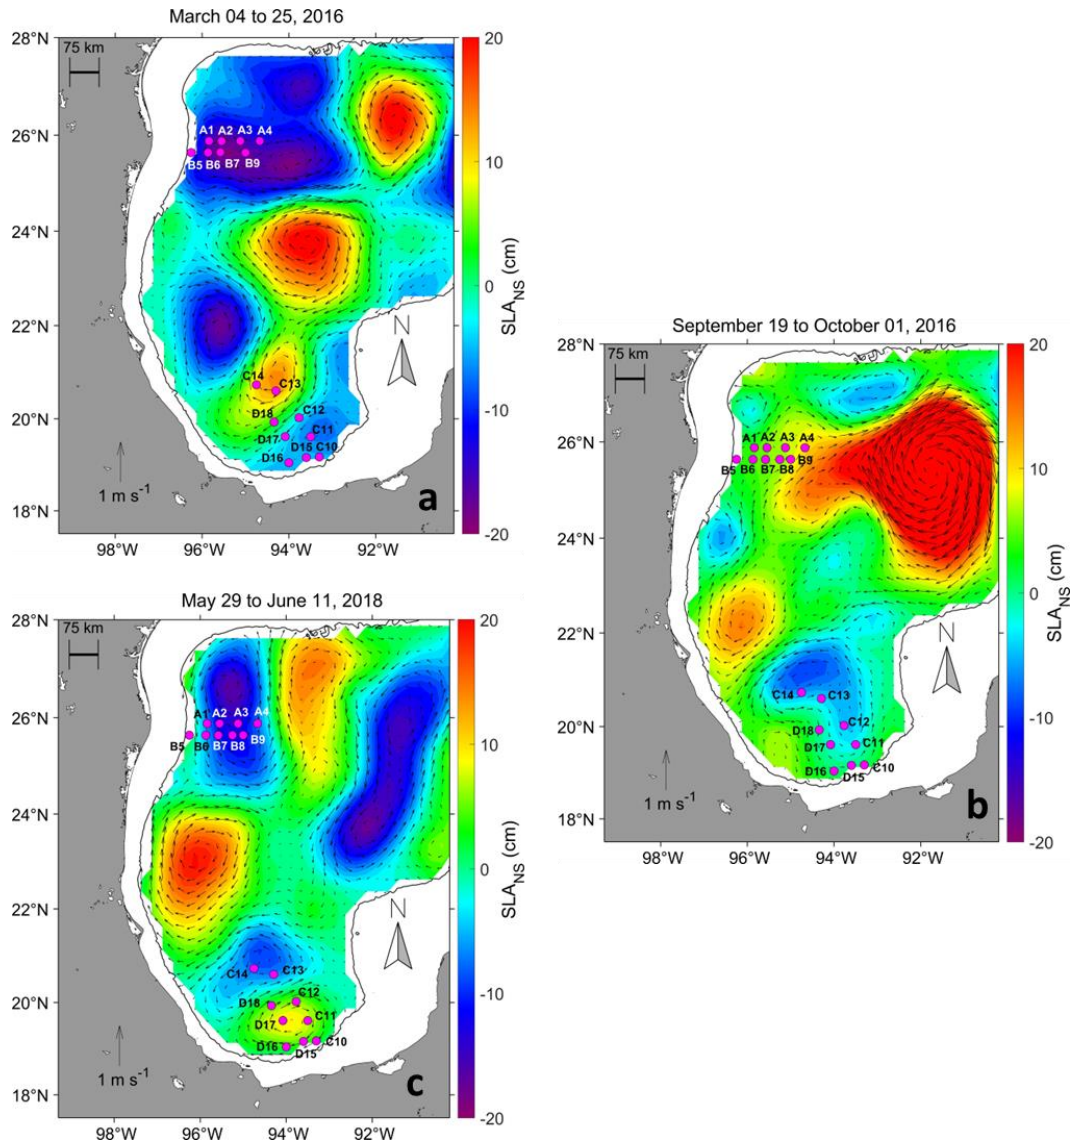 March 04 to 25, 2016
28°N
75 km
26°N
24°N
22°N
20°N
18°N
A1 A2 A3 A4
B5 B6 B7 B9
N
C14
C13
D18 C12
D17 C11
D15 C10
D16
1 m s-1
a
98°W 96°W 94°W 92°W
20
10
0
-10
-20
SLANS (cm)
September 19 to October 01, 2016
28°N
75 km
26°N
24°N
22°N
20°N
18°N
A1 A2 A3 A4
B5 B6 B7 B8 B9
N
C14 C13
D18 C12
D17 C11
D16 D15 C10
1 m s-1
b
98°W 96°W 94°W 92°W
20
10
0
-10
-20
SLANS (cm)
May 29 to June 11, 2018
28°N
75 km
26°N
24°N
22°N
20°N
18°N
A1 A2 A3 A4
B5 B6 B7 B8 B9
N
C14 C13
D18 C12
D17 C11
D16 D15 C10
1 m s-1
c
98°W 96°W 94°W 92°W
20
10
0
-10
-20
SLANS (cm)